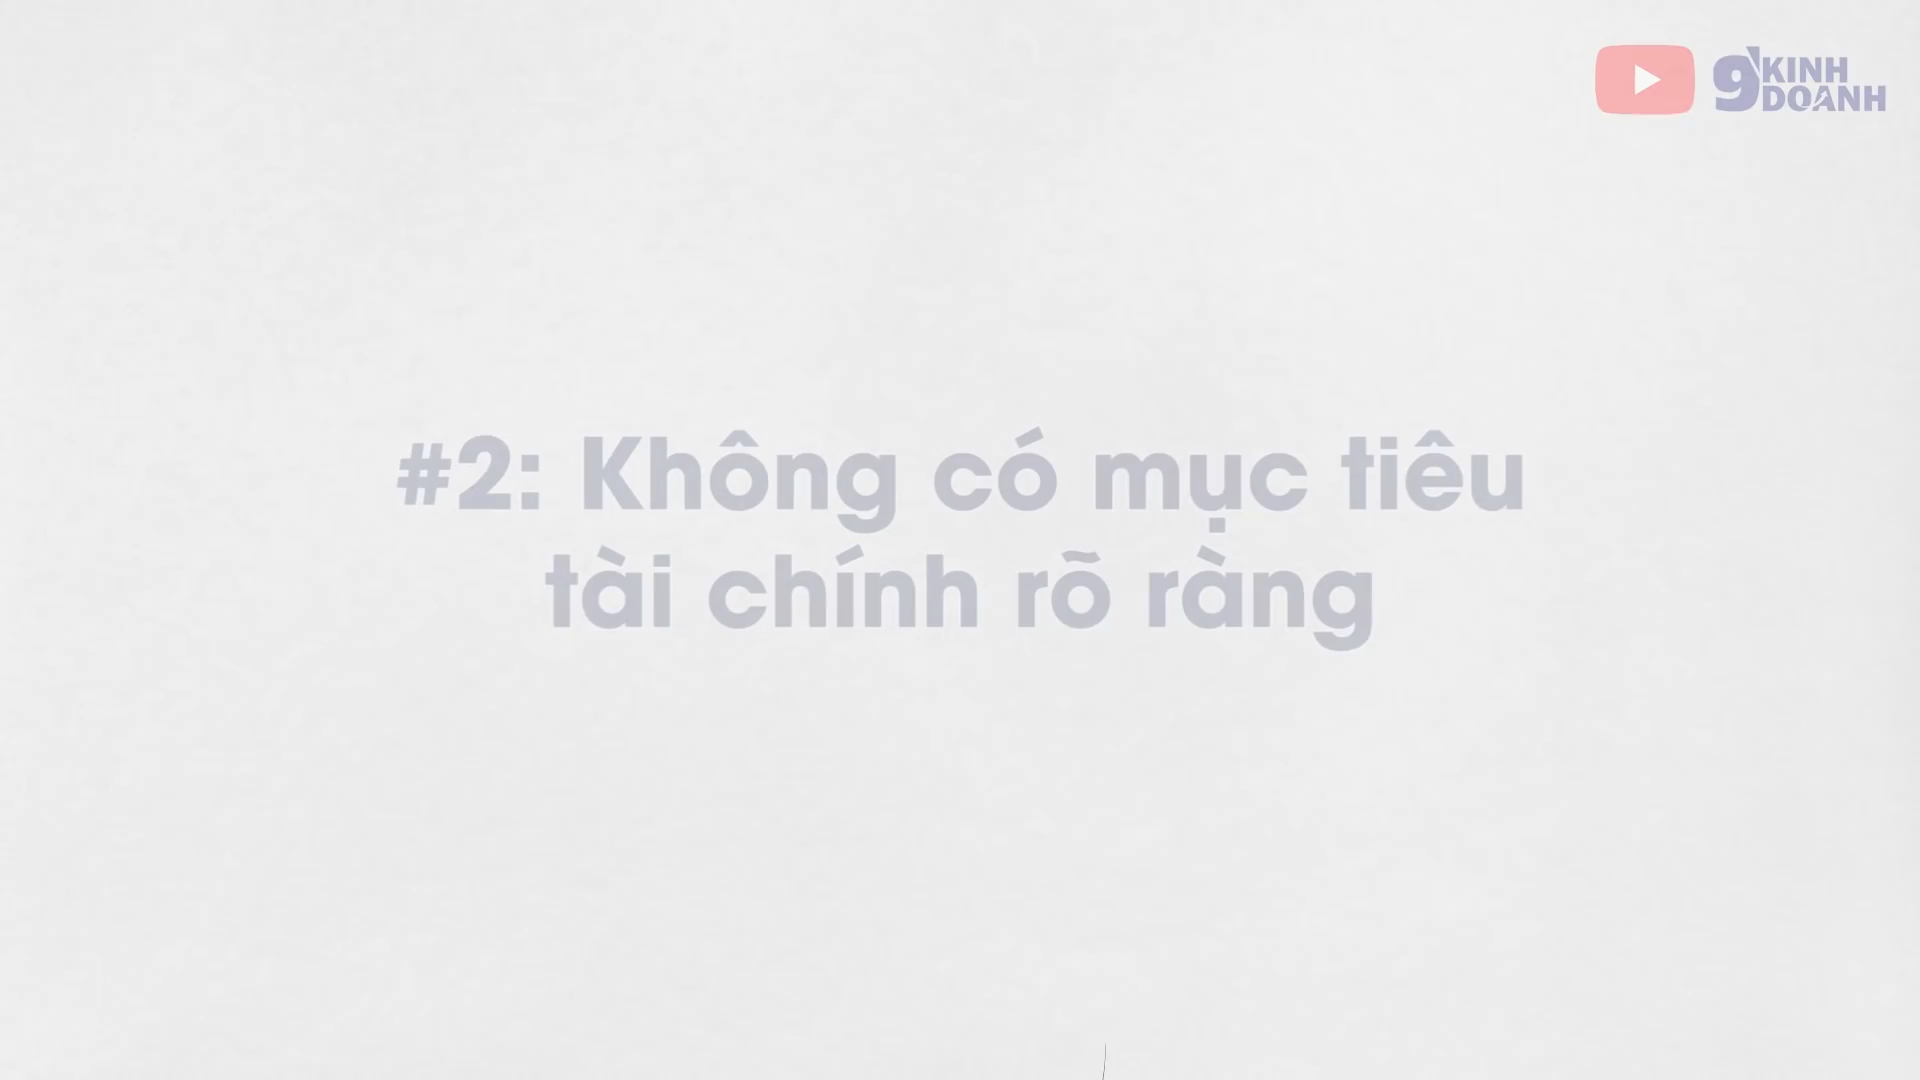 9' KINH
DOANH
#2: Không có mục tiêu
tài chính rõ ràng